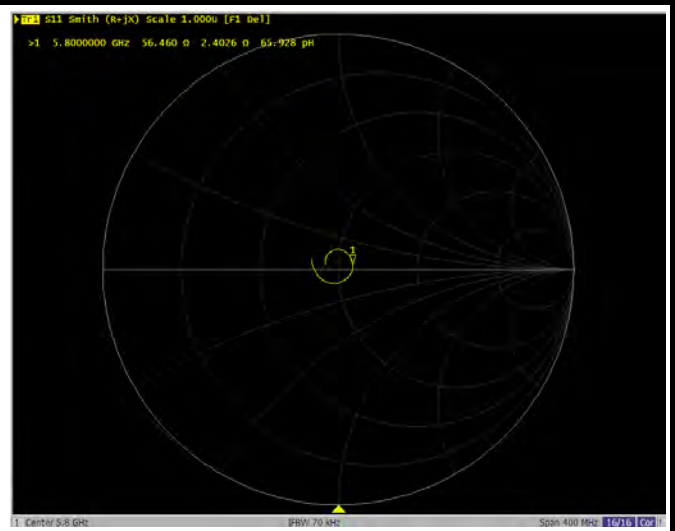 Tr1 S11 Smith (R+jX) Scale 1.000U [F1 Del]
>1 5.8000000 GHz 56.460 Ω 2.4026 Ω 65.928 pH
1
1 Center 5.8 GHz IFBW 70 kHz Span 400 MHz 16/16 Cor !